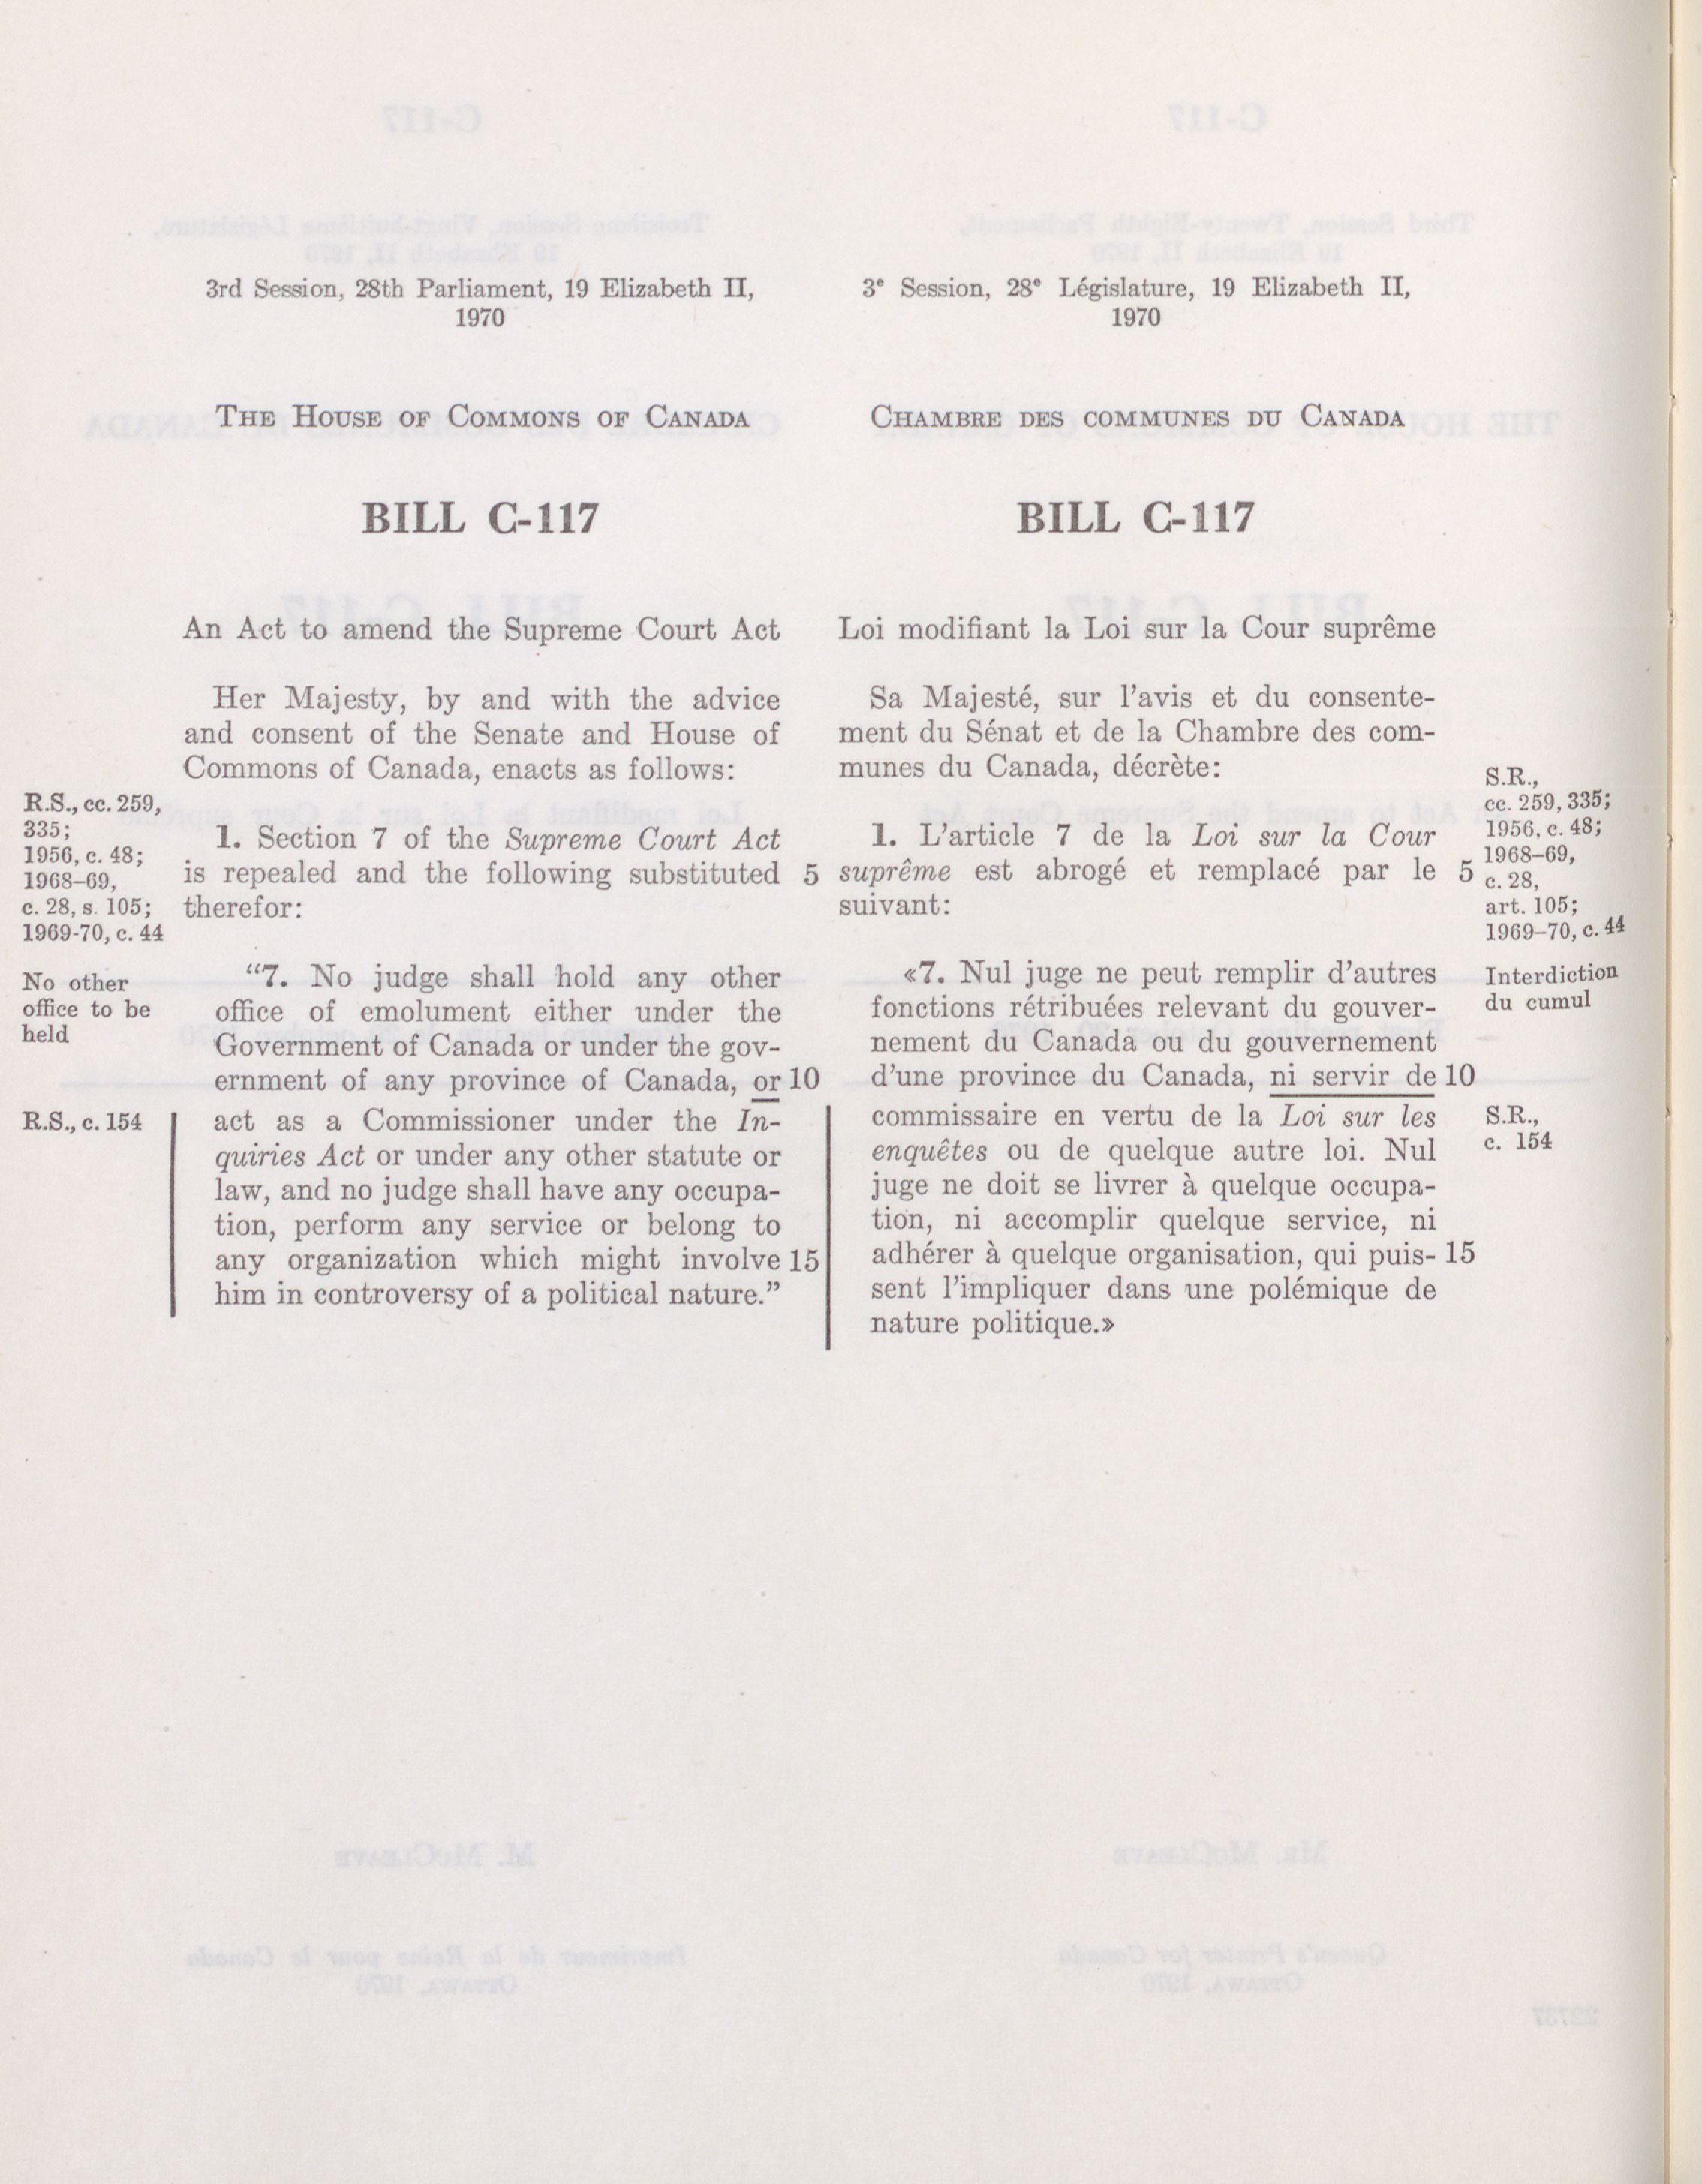 3rd Session, 28th Parliament, 19 Elizabeth II,
1970
THE HOUSE OF COMMONS OF CANADA
BILL C-117
An Act to amend the Supreme Court Act
Her Majesty, by and with the advice
and consent of the Senate and House of
Commons of Canada, enacts as follows:
R.S., cc. 259,
335;
1956, c. 48;
1968–69,
c. 28, s. 105;
1969-70, c. 44
1. Section 7 of the Supreme Court Act
is repealed and the following substituted 5
therefor:
No other
office to be
held
“7. No judge shall hold any other
office of emolument either under the
Government of Canada or under the gov-
ernment of any province of Canada, or 10
R.S., c. 154
act as a Commissioner under the In-
quiries Act or under any other statute or
law, and no judge shall have any occupa-
tion, perform any service or belong to
any organization which might involve 15
him in controversy of a political nature.”
3e Session, 28e Législature, 19 Elizabeth II,
1970
CHAMBRE DES COMMUNES DU CANADA
BILL C-117
Loi modifiant la Loi sur la Cour suprême
Sa Majesté, sur l’avis et du consente-
ment du Sénat et de la Chambre des com-
munes du Canada, décrète:
1. L’article 7 de la Loi sur la Cour
suprême est abrogé et remplacé par le 5
suivant:
S.R.,
cc. 259, 335;
1956, c. 48;
1968–69,
c. 28,
art. 105;
1969–70, c. 44
«7. Nul juge ne peut remplir d’autres
fonctions rétribuées relevant du gouver-
nement du Canada ou du gouvernement
d’une province du Canada, ni servir de 10
Interdiction
du cumul
commissaire en vertu de la Loi sur les
enquêtes ou de quelque autre loi. Nul
juge ne doit se livrer à quelque occupa-
tion, ni accomplir quelque service, ni
adhérer à quelque organisation, qui puis- 15
sent l’impliquer dans une polémique de
nature politique.»
S.R.,
c. 154